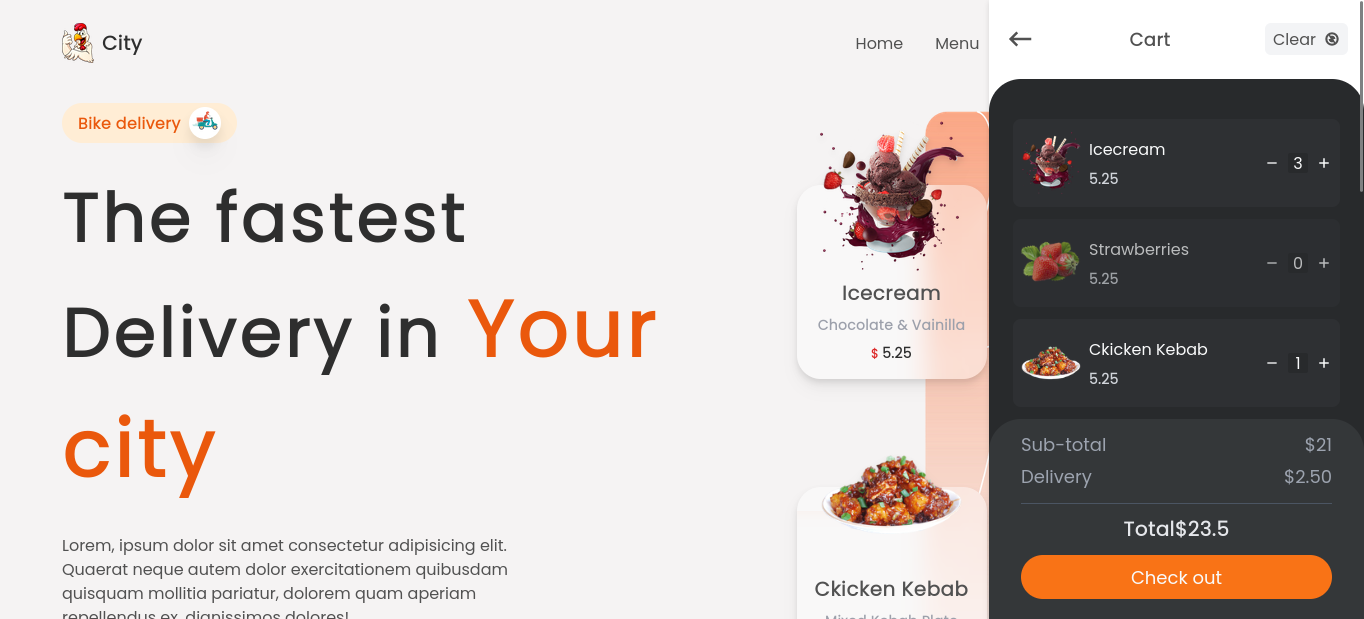 City
Home
Menu
Bike delivery
The fastest
Delivery in Your
city
Lorem, ipsum dolor sit amet consectetur adipisicing elit.
Quaerat neque autem dolor exercitationem quibusdam
quisquam mollitia pariatur, dolorem quam aperiam
repellendus ex, dignissimos dolores!
Icecream
Chocolate & Vainilla
$ 5.25
Ckicken Kebab
Mixed Kebab Plate
Cart
Clear
Icecream
5.25
− 3 +
Strawberries
5.25
− 0 +
Ckicken Kebab
5.25
− 1 +
Sub-total $21
Delivery $2.50
Total$23.5
Check out